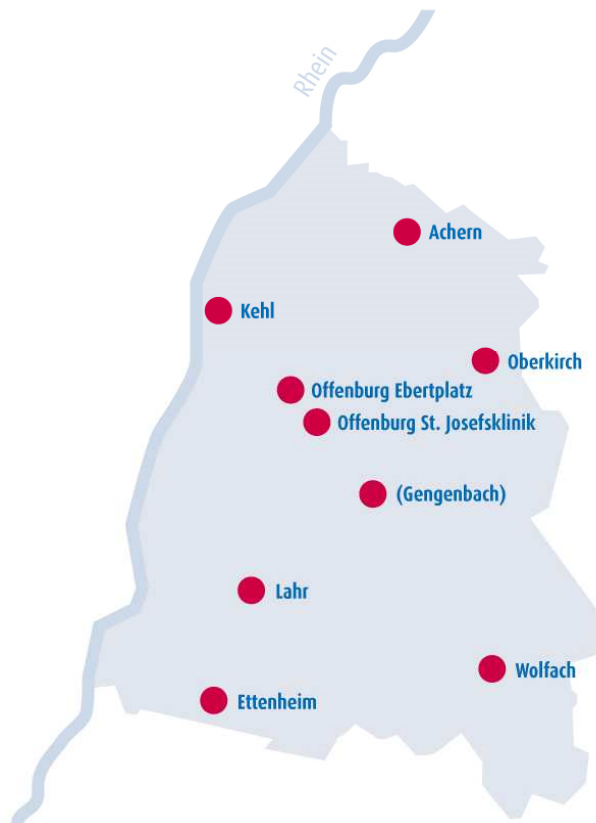 Rhein
Achern
Kehl
Oberkirch
Offenburg Ebertplatz
Offenburg St. Josefsklinik
(Gengenbach)
Lahr
Wolfach
Ettenheim